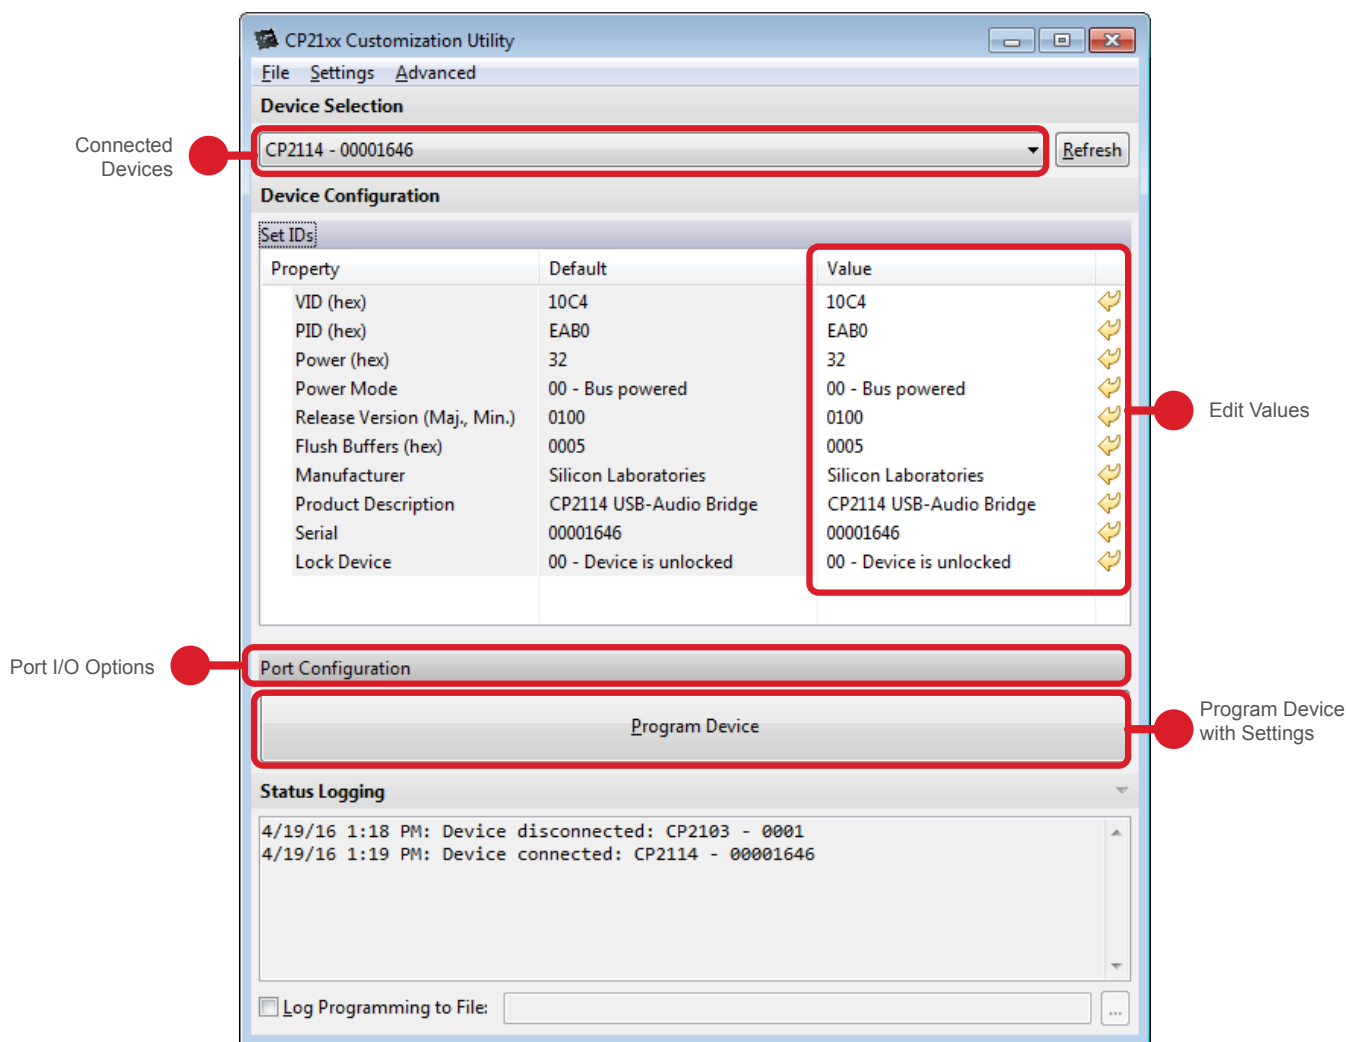 CP21xx Customization Utility
File Settings Advanced
Device Selection
Connected
Devices
CP2114 - 00001646
Refresh
Device Configuration
Set IDs
Property Default Value
VID (hex) 10C4 10C4
PID (hex) EAB0 EAB0
Power (hex) 32 32
Power Mode 00 - Bus powered 00 - Bus powered
Release Version (Maj., Min.) 0100 0100
Edit Values
Flush Buffers (hex) 0005 0005
Manufacturer Silicon Laboratories Silicon Laboratories
Product Description CP2114 USB-Audio Bridge CP2114 USB-Audio Bridge
Serial 00001646 00001646
Lock Device 00 - Device is unlocked 00 - Device is unlocked
Port I/O Options
Port Configuration
Program Device
Program Device
with Settings
Status Logging
4/19/16 1:18 PM: Device disconnected: CP2103 - 0001
4/19/16 1:19 PM: Device connected: CP2114 - 00001646
Log Programming to File:
...